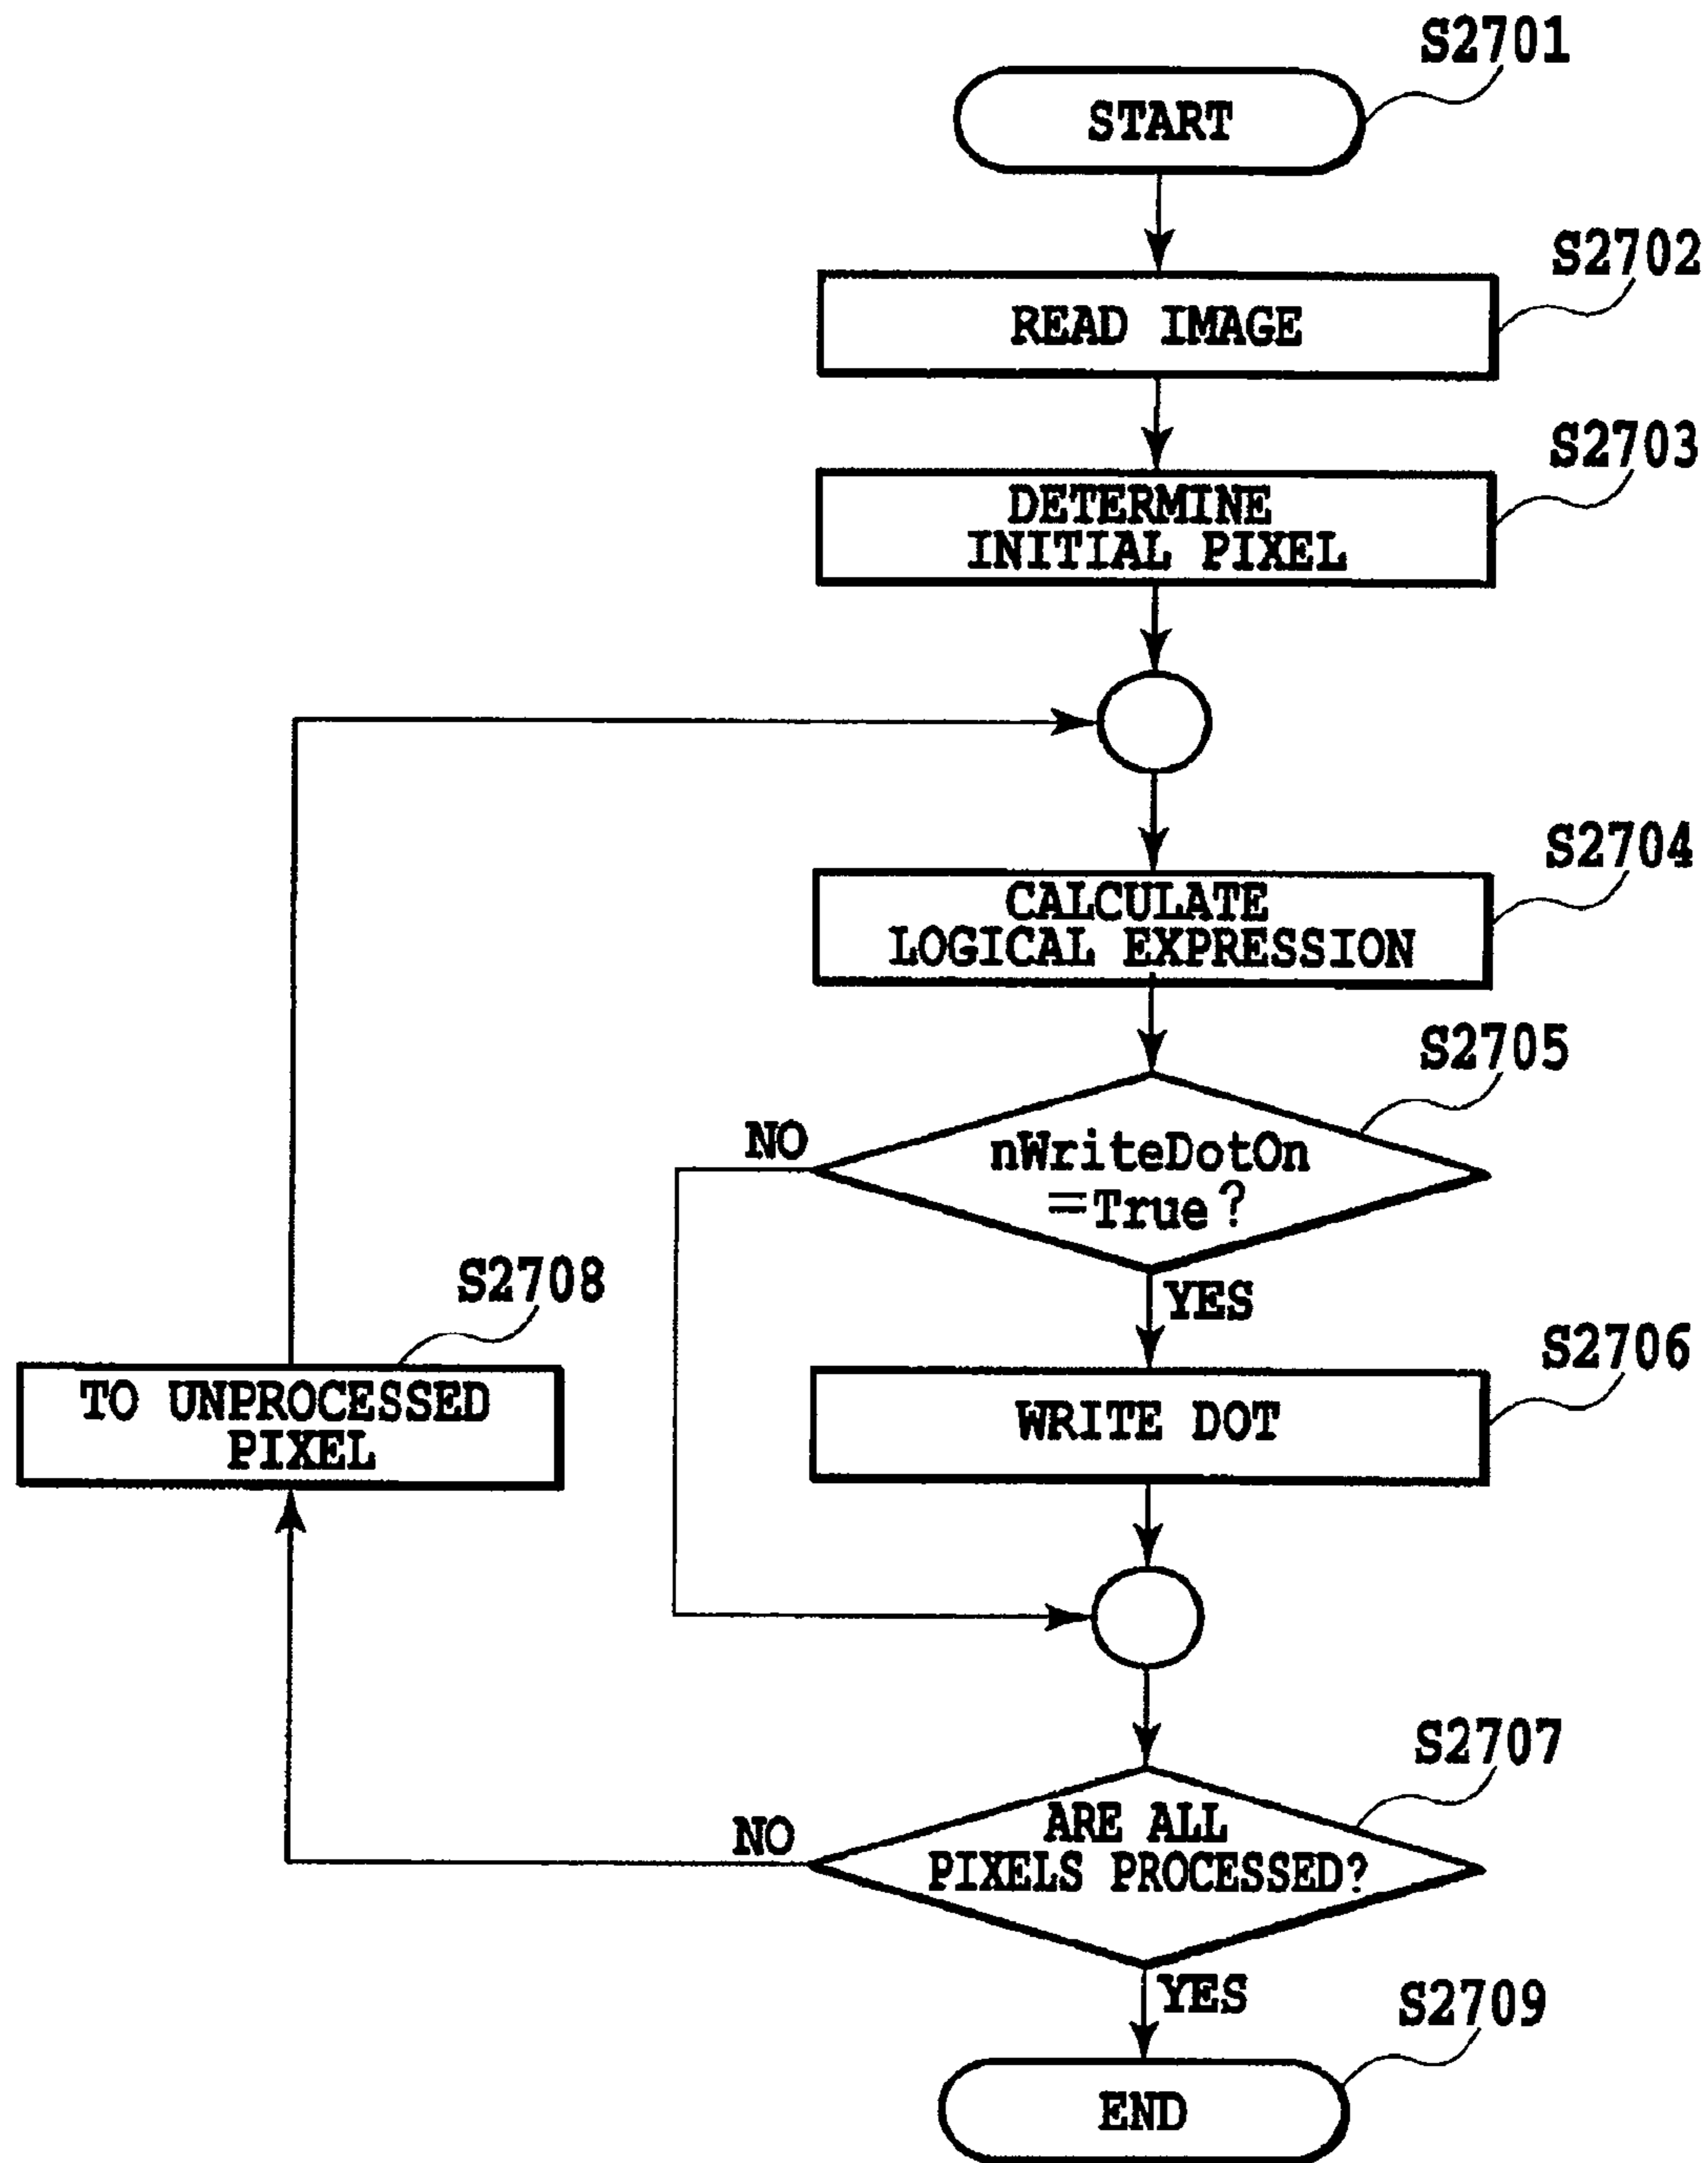 S2701
START
S2702
READ IMAGE
S2703
DETERMINE
INITIAL PIXEL
S2704
CALCULATE
LOGICAL EXPRESSION
S2705
NO
nWriteDotOn
=True?
YES
S2708
TO UNPROCESSED
PIXEL
S2706
WRITE DOT
S2707
NO
ARE ALL
PIXELS PROCESSED?
YES
S2709
END